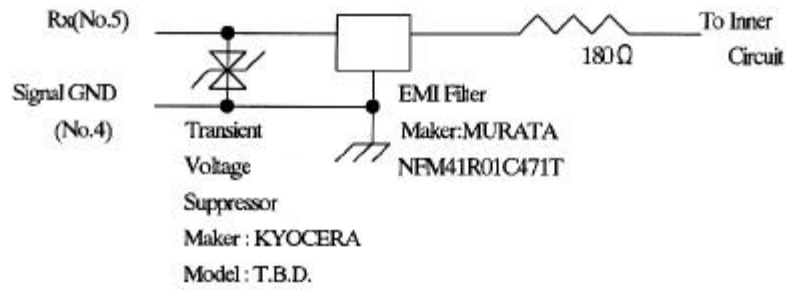 Rx(No.5)
To Inner
Circuit
180Ω
Signal GND
(No.4)
EMI Filter
Maker:MURATA
NFM41R01C471T
Transient
Voltage
Suppressor
Maker : KYOCERA
Model : T.B.D.